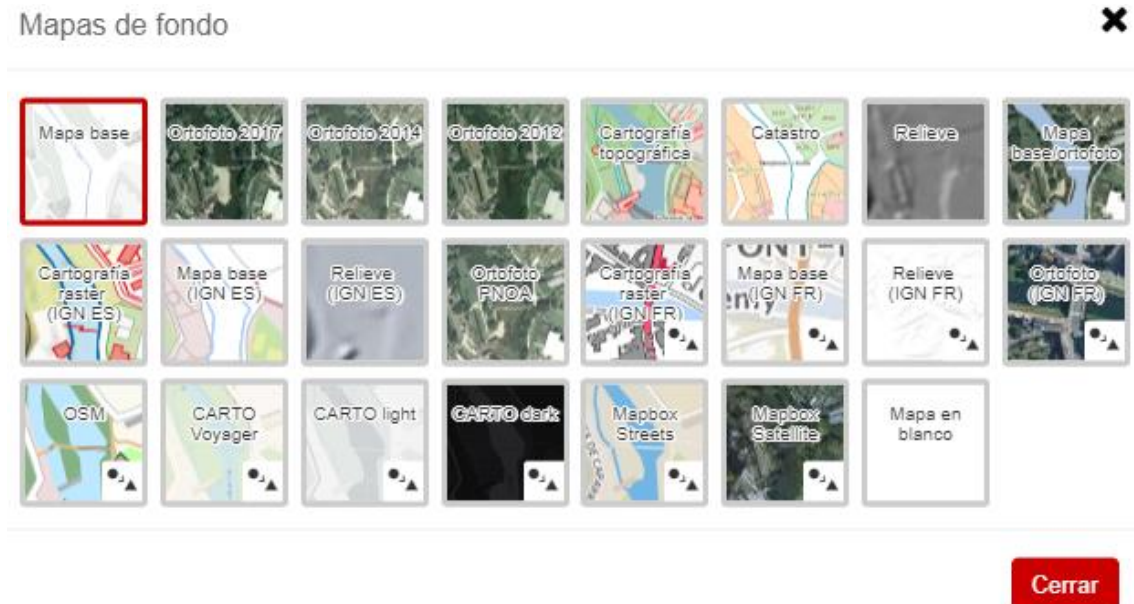 Mapas de fondo
Mapa base
Ortofoto 2017
Ortofoto 2014
Ortofoto 2012
Cartografía
topográfica
Catastro
Relieve
Mapa
base/ortofoto
Cartografía
raster
(IGN ES)
Mapa base
(IGN ES)
Relieve
(IGN ES)
Ortofoto
PNOA
Cartografía
raster
(IGN FR)
Mapa base
(IGN FR)
Relieve
(IGN FR)
Ortofoto
(IGN FR)
OSM
CARTO
Voyager
CARTO light
CARTO dark
Mapbox
Streets
Mapbox
Satellite
Mapa en
blanco
Cerrar